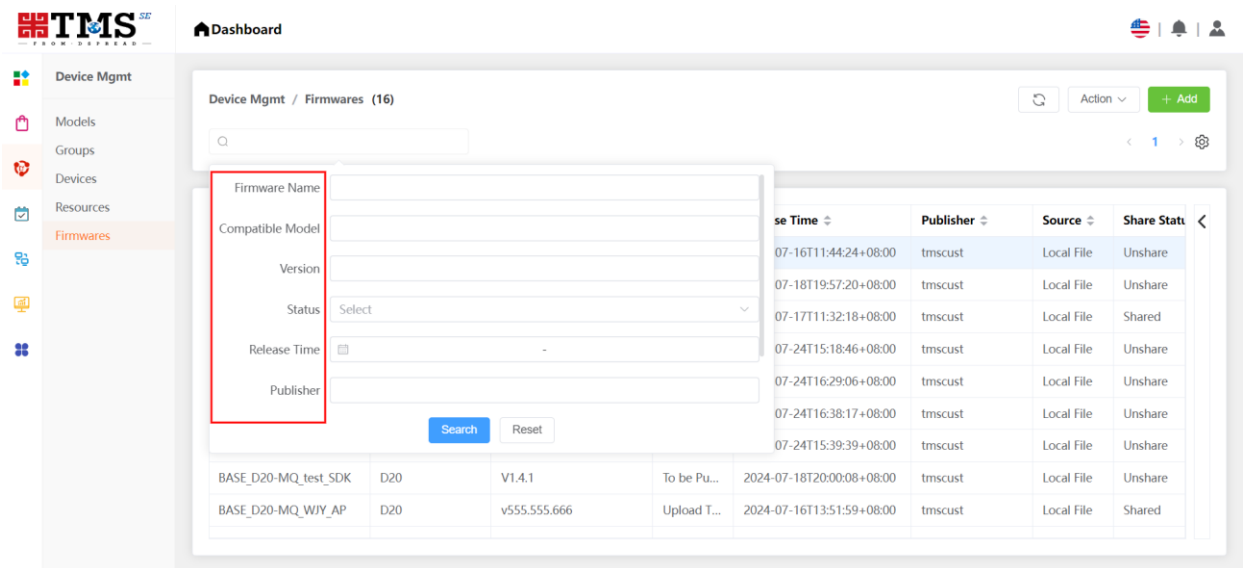 TMS SE
FROM·DSPREAD
Dashboard
Device Mgmt
Models
Groups
Devices
Resources
Firmwares
Device Mgmt / Firmwares (16)
Action
+ Add
1
Firmware Name
Compatible Model
Version
Status Select
Release Time -
Publisher
Search Reset
se Time Publisher Source Share Statu
07-16T11:44:24+08:00 tmscust Local File Unshare
07-18T19:57:20+08:00 tmscust Local File Unshare
07-17T11:32:18+08:00 tmscust Local File Shared
07-24T15:18:46+08:00 tmscust Local File Unshare
07-24T16:29:06+08:00 tmscust Local File Unshare
07-24T16:38:17+08:00 tmscust Local File Unshare
07-24T15:39:39+08:00 tmscust Local File Unshare
BASE_D20-MQ_test_SDK D20 V1.4.1 To be Pu... 2024-07-18T20:00:08+08:00 tmscust Local File Unshare
BASE_D20-MQ_WJY_AP D20 v555.555.666 Upload T... 2024-07-16T13:51:59+08:00 tmscust Local File Shared